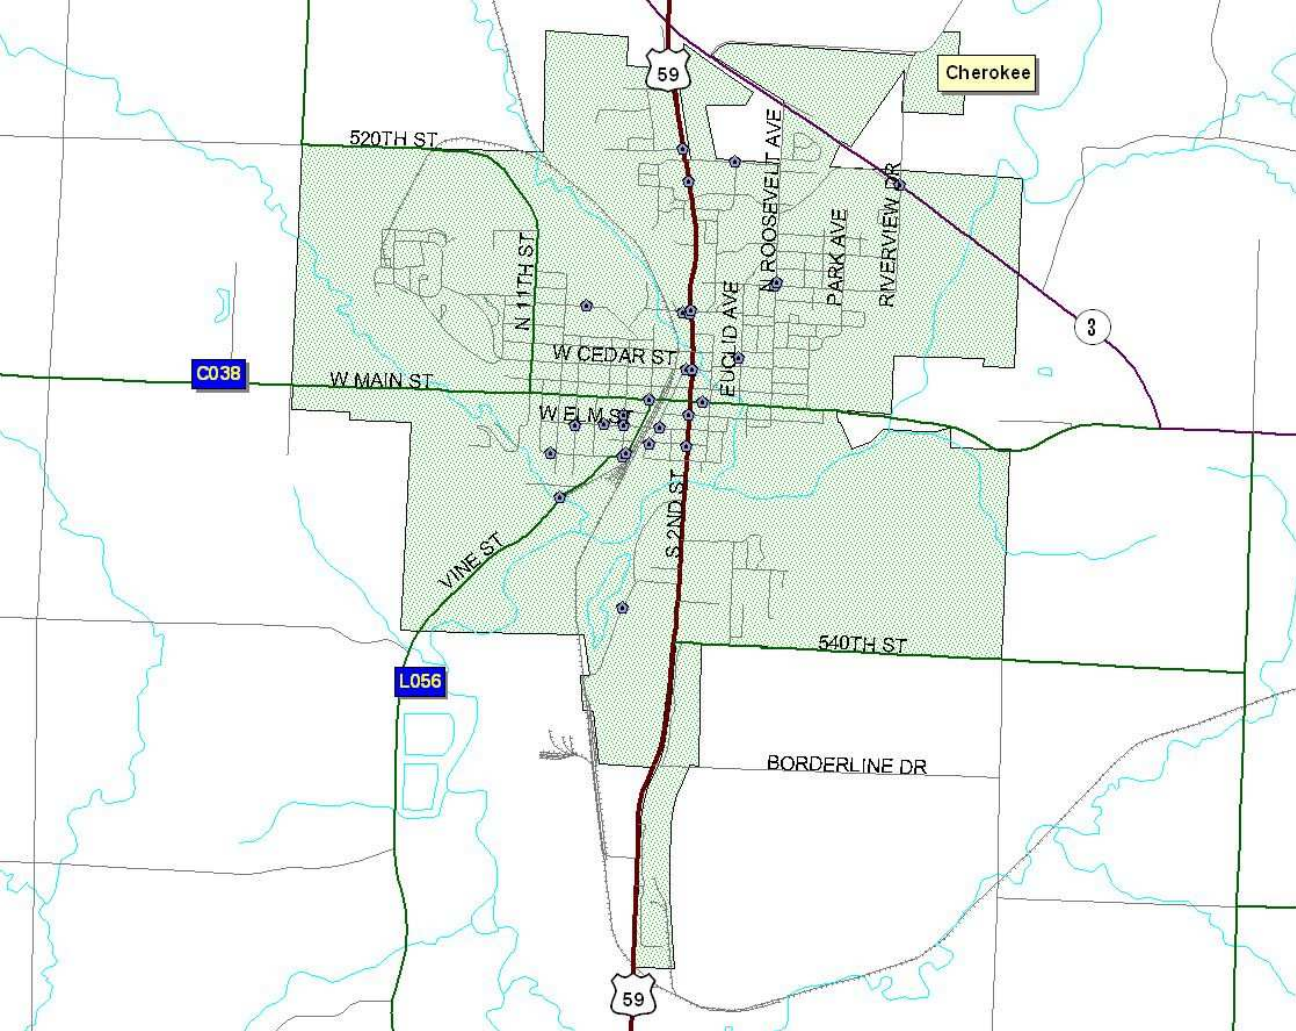 59
Cherokee
520TH ST
N ROOSEVELT AVE
RIVERVIEW DR
PARK AVE
N 11TH ST
EUCLID AVE
3
W CEDAR ST
C038
W MAIN ST
W ELM ST
S 2ND ST
VINE ST
540TH ST
L056
BORDERLINE DR
59